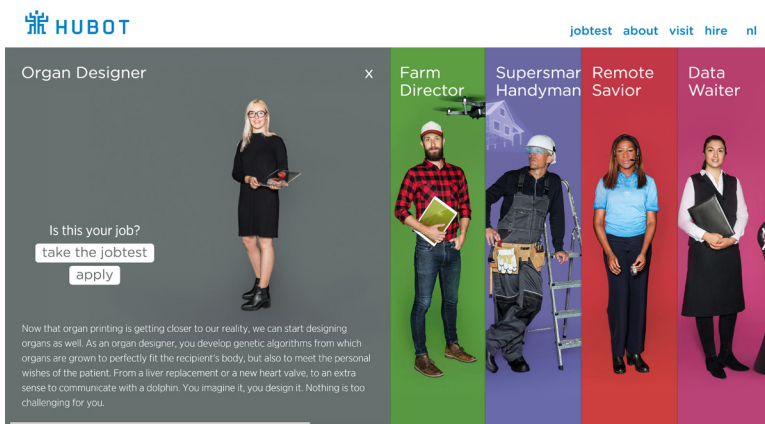 HUBOT
jobtest about visit hire nl
Organ Designer
x
Is this your job?
take the jobtest
apply
Now that organ printing is getting closer to our reality, we can start designing
organs as well. As an organ designer, you develop genetic algorithms from which
organs are grown to perfectly fit the recipient's body, but also to meet the personal
wishes of the patient. From a liver replacement or a new heart valve, to an extra
sense to communicate with a dolphin. You imagine it, you design it. Nothing is too
challenging for you.
Farm
Director
Supersmar
Handyman
Remote
Savior
Data
Waiter